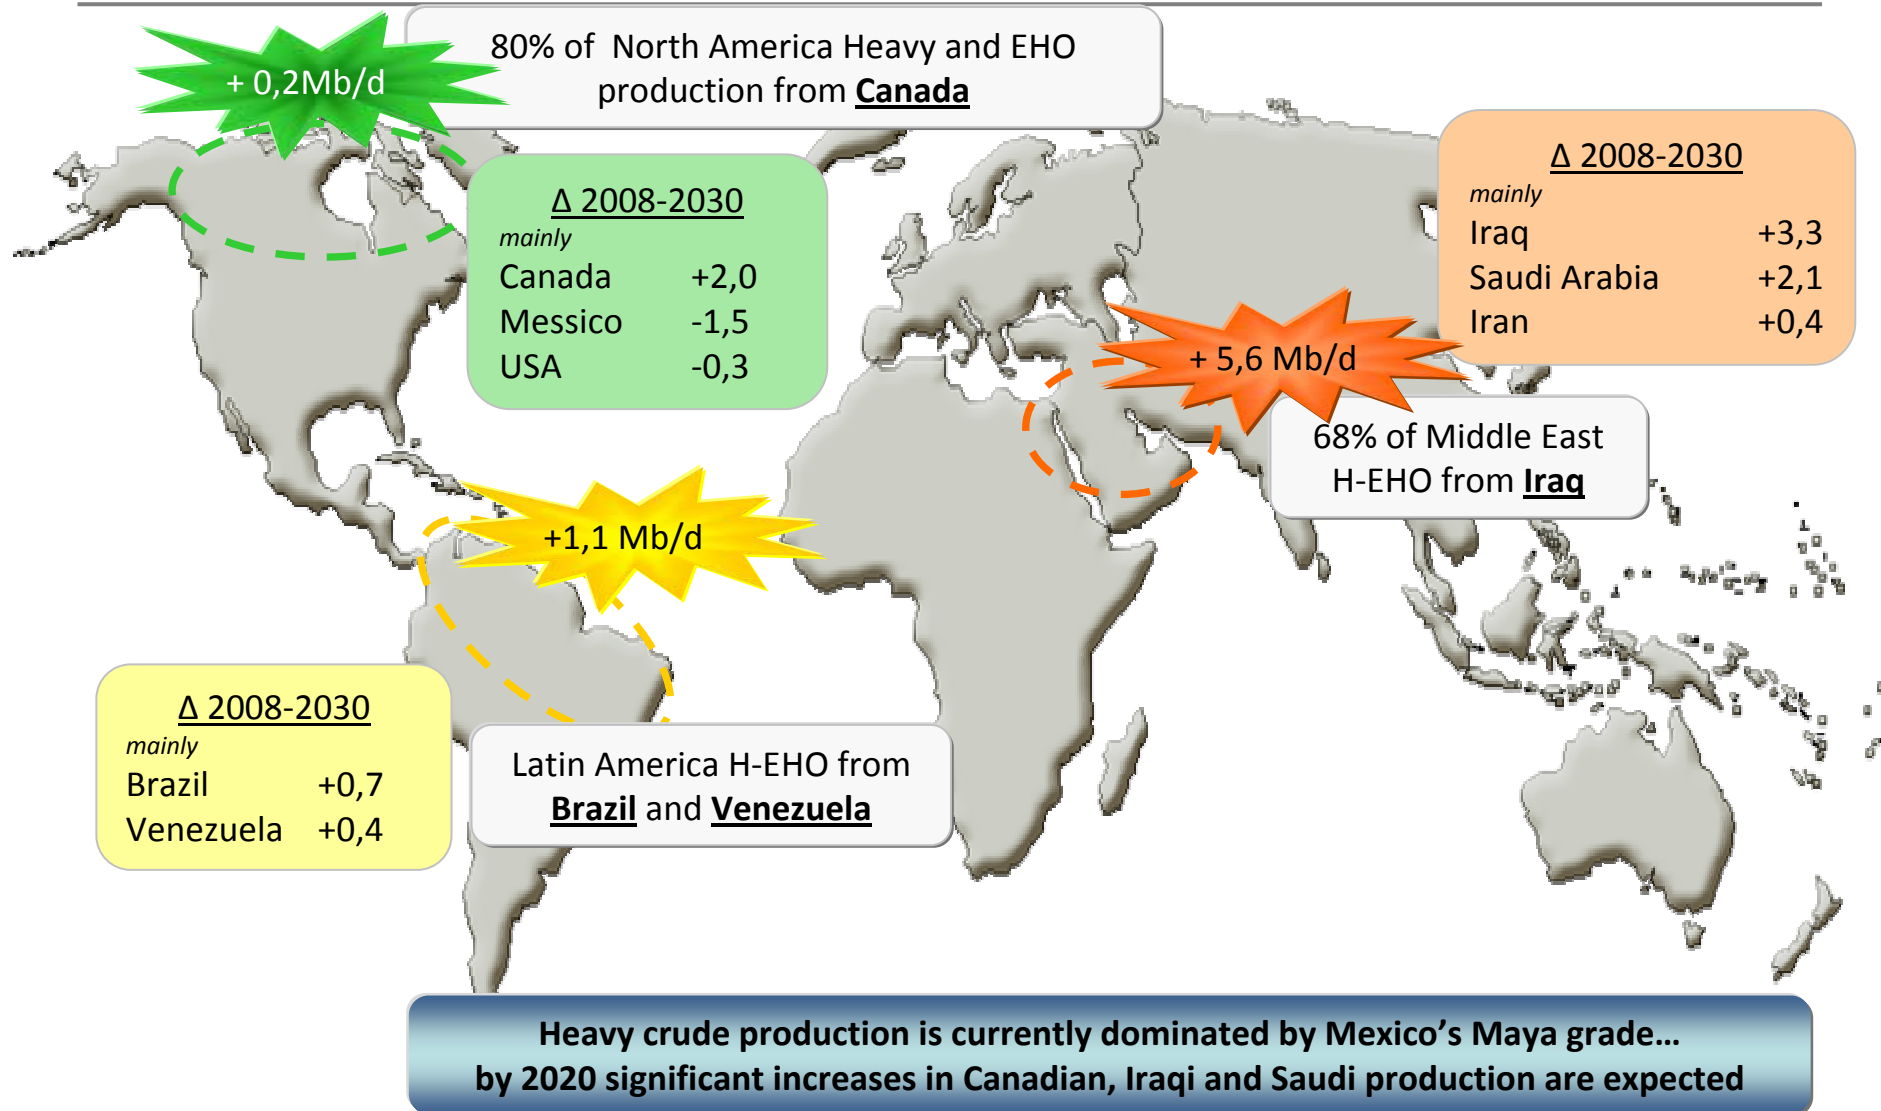 + 0,2Mb/d
80% of North America Heavy and EHO
production from Canada
Δ 2008-2030
mainly
Canada +2,0
Messico -1,5
USA -0,3
Δ 2008-2030
mainly
Iraq +3,3
Saudi Arabia +2,1
Iran +0,4
+ 5,6 Mb/d
68% of Middle East
H-EHO from Iraq
+1,1 Mb/d
Δ 2008-2030
mainly
Brazil +0,7
Venezuela +0,4
Latin America H-EHO from
Brazil and Venezuela
Heavy crude production is currently dominated by Mexico’s Maya grade…
by 2020 significant increases in Canadian, Iraqi and Saudi production are expected